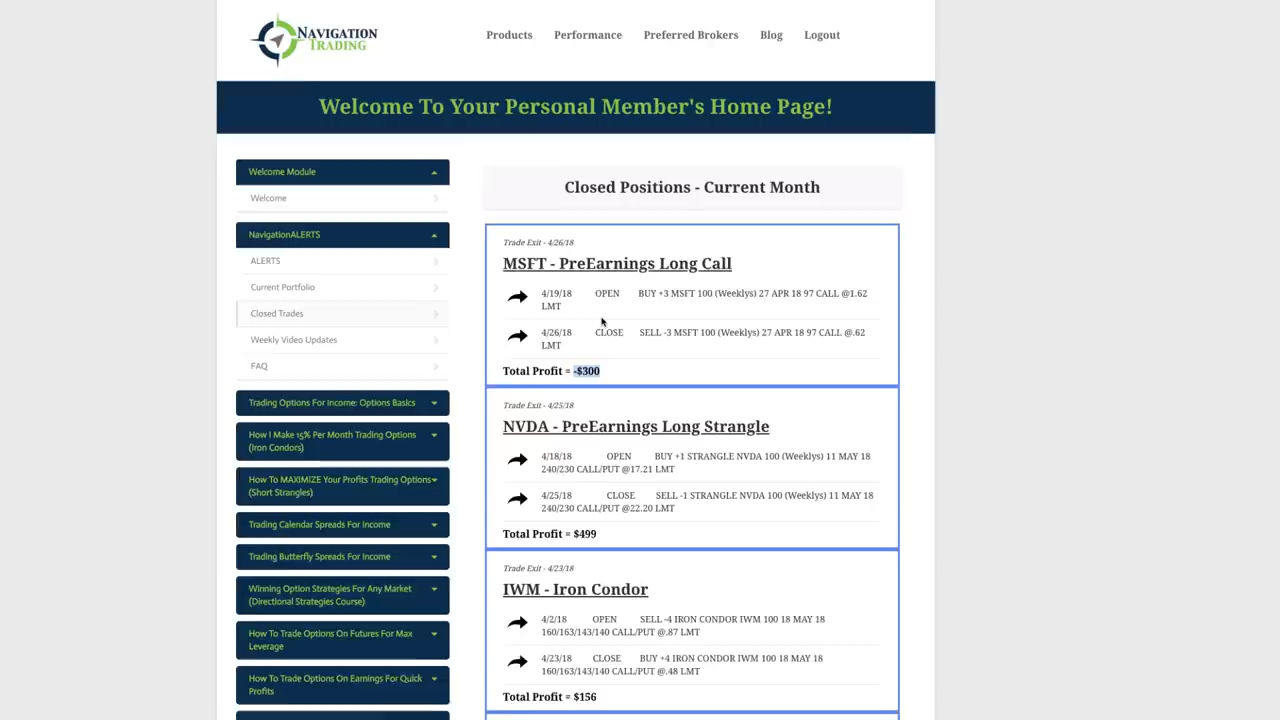 NAVIGATION
TRADING
Products Performance Preferred Brokers Blog Logout
Welcome To Your Personal Member's Home Page!
Welcome Module
Welcome
NavigationALERTS
ALERTS
Current Portfolio
Closed Trades
Weekly Video Updates
FAQ
Trading Options For Income: Options Basics
How I Make 15% Per Month Trading Options
(Iron Condors)
How To MAXIMIZE Your Profits Trading Options
(Short Strangles)
Trading Calendar Spreads For Income
Trading Butterfly Spreads For Income
Winning Option Strategies For Any Market
(Directional Strategies Course)
How To Trade Options On Futures For Max
Leverage
How To Trade Options On Earnings For Quick
Profits
Closed Positions - Current Month
Trade Exit - 4/26/18
MSFT - PreEarnings Long Call
4/19/18 OPEN BUY +3 MSFT 100 (Weeklys) 27 APR 18 97 CALL @1.62
LMT
4/26/18 CLOSE SELL -3 MSFT 100 (Weeklys) 27 APR 18 97 CALL @.62
LMT
Total Profit = -$300
Trade Exit - 4/25/18
NVDA - PreEarnings Long Strangle
4/18/18 OPEN BUY +1 STRANGLE NVDA 100 (Weeklys) 11 MAY 18
240/230 CALL/PUT @17.21 LMT
4/25/18 CLOSE SELL -1 STRANGLE NVDA 100 (Weeklys) 11 MAY 18
240/230 CALL/PUT @22.20 LMT
Total Profit = $499
Trade Exit - 4/23/18
IWM - Iron Condor
4/2/18 OPEN SELL -4 IRON CONDOR IWM 100 18 MAY 18
160/163/143/140 CALL/PUT @.87 LMT
4/23/18 CLOSE BUY +4 IRON CONDOR IWM 100 18 MAY 18
160/163/143/140 CALL/PUT @.48 LMT
Total Profit = $156